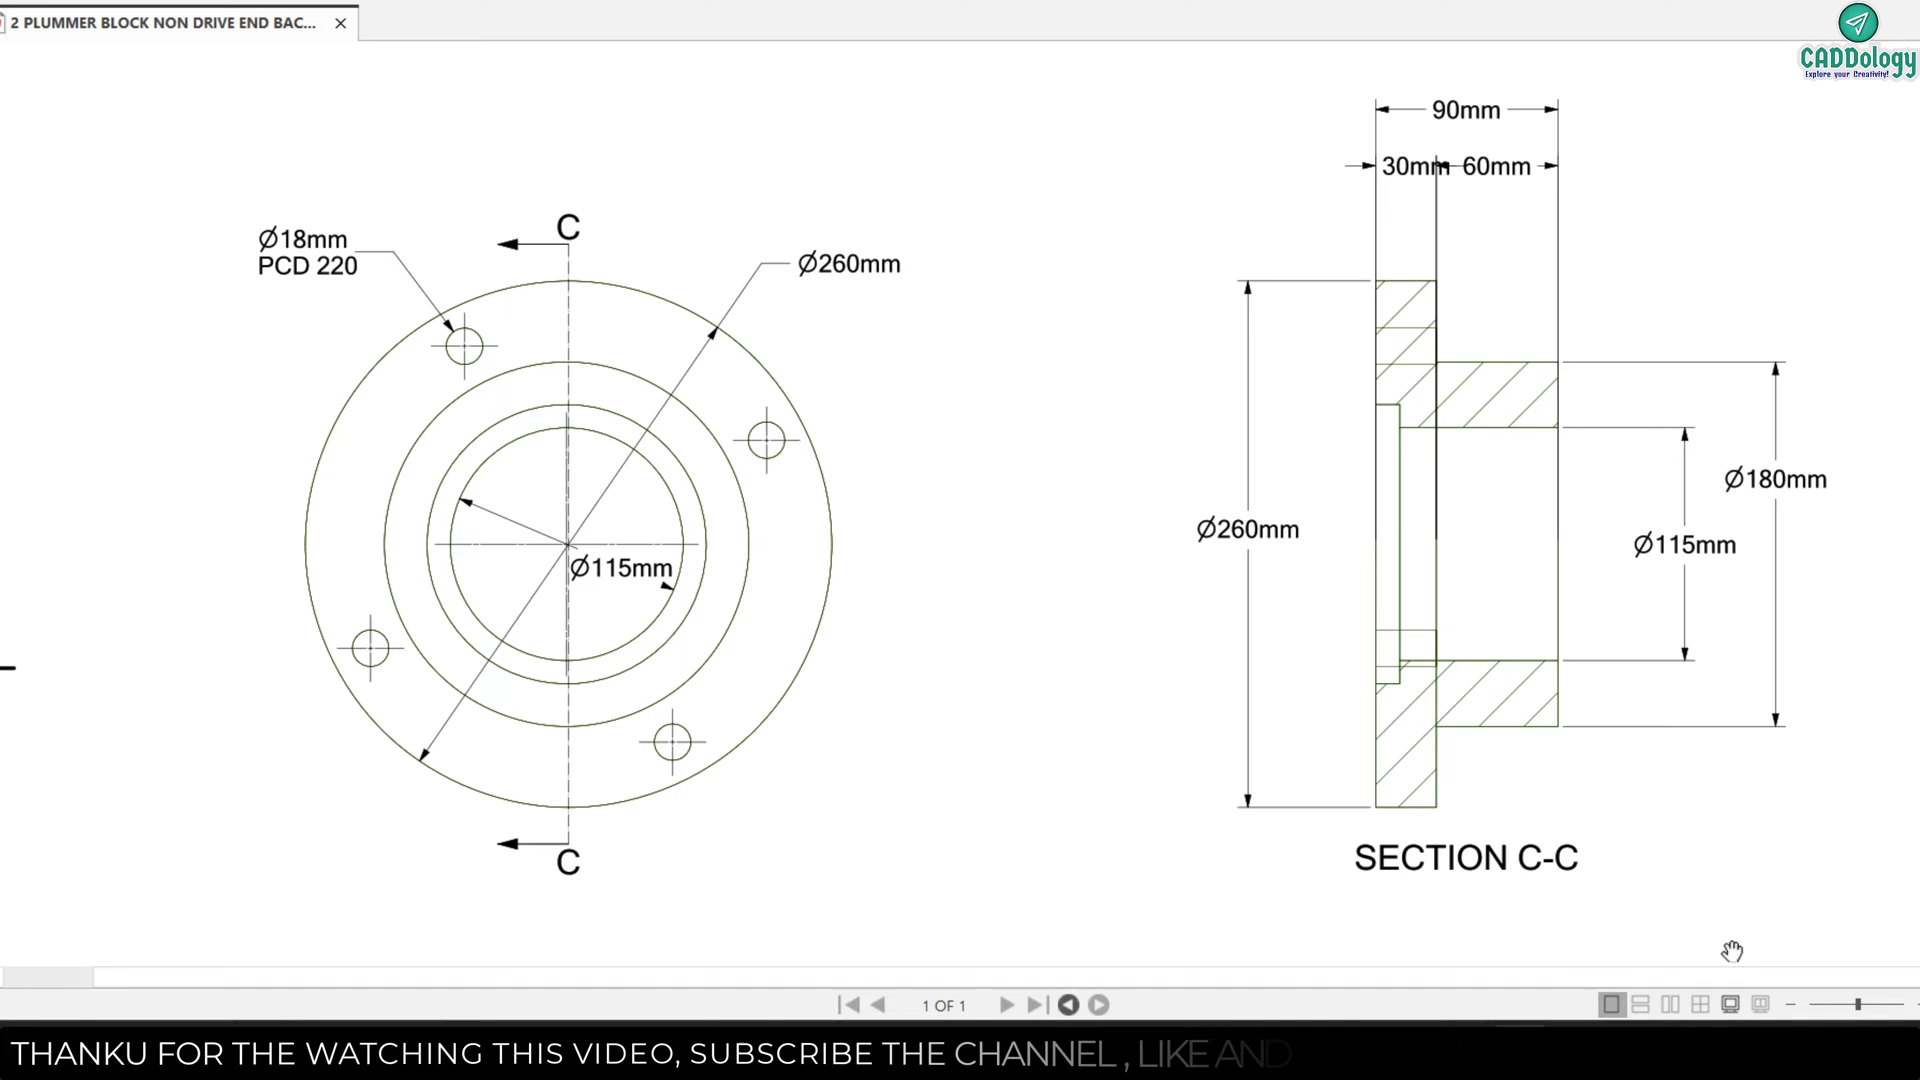 2 PLUMMER BLOCK NON DRIVE END BAC...
CADDology
Explore your Creativity!
90mm
30mm
60mm
C
Ø18mm
PCD 220
Ø260mm
Ø180mm
Ø260mm
Ø115mm
Ø115mm
C
SECTION C-C
1 OF 1
THANKU FOR THE WATCHING THIS VIDEO, SUBSCRIBE THE CHANNEL , LIKE AND